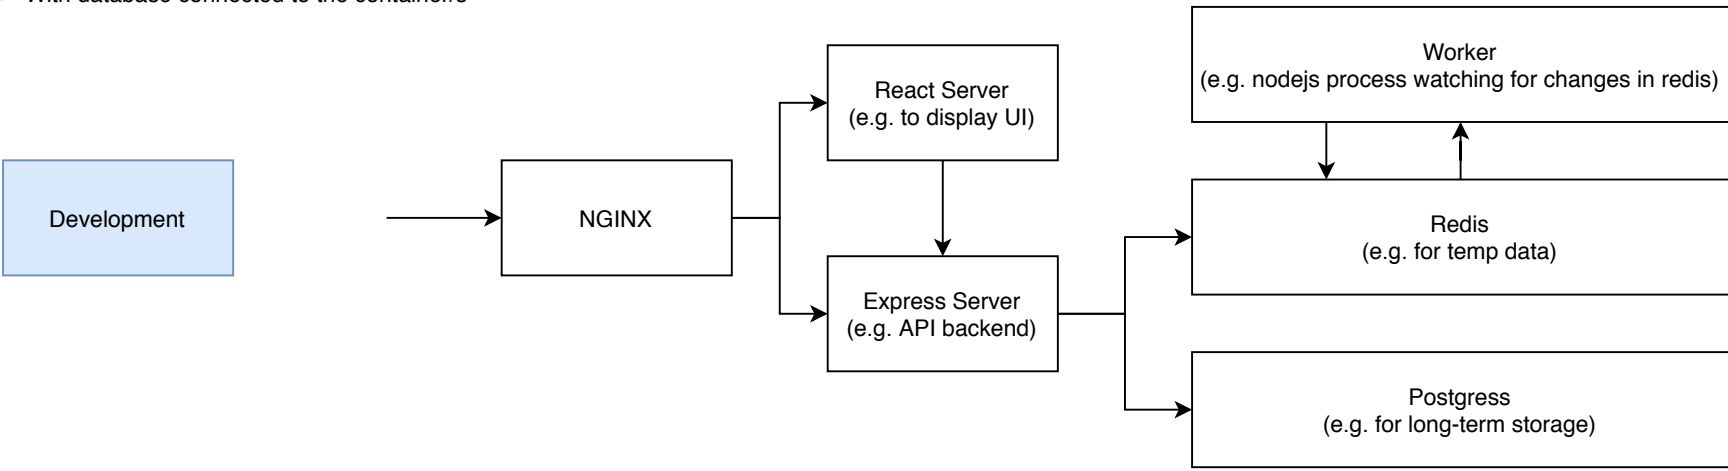 With database connected to the container/s
Worker
(e.g. nodejs process watching for changes in redis)
React Server
(e.g. to display UI)
Development
NGINX
Redis
(e.g. for temp data)
Express Server
(e.g. API backend)
Postgress
(e.g. for long-term storage)